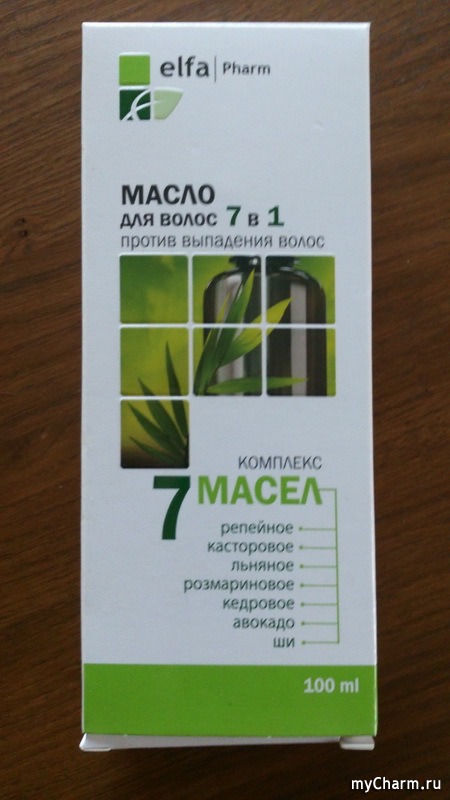 elfa | Pharm
МАСЛО
для волос 7 в 1
против выпадения волос
КОМПЛЕКС
7 МАСЕЛ
репейное
касторовое
льняное
розмариновое
кедровое
авокадо
ши
100 ml
myCharm.ru